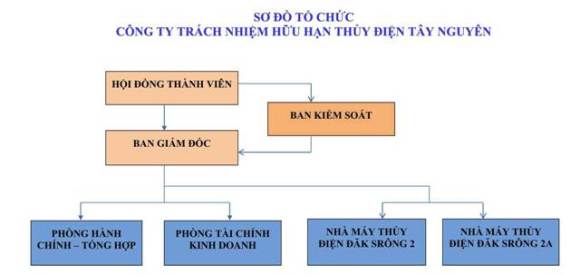 SƠ ĐỒ TỔ CHỨC
CÔNG TY TRÁCH NHIỆM HỮU HẠN THỦY ĐIỆN TÂY NGUYÊN
HỘI ĐỒNG THÀNH VIÊN
BAN KIỂM SOÁT
BAN GIÁM ĐỐC
PHÒNG HÀNH
CHÍNH – TỔNG HỢP
PHÒNG TÀI CHÍNH
KINH DOANH
NHÀ MÁY THỦY
ĐIỆN ĐĂK SRÔNG 2
NHÀ MÁY THỦY
ĐIỆN ĐĂK SRÔNG 2A